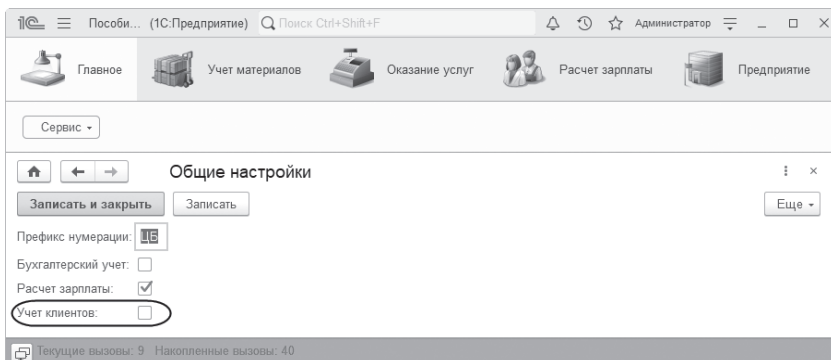 1С Пособи... (1С:Предприятие) Поиск Ctrl+Shift+F Администратор
Главное Учет материалов Оказание услуг Расчет зарплаты Предприятие
Сервис
Общие настройки
Записать и закрыть Записать Еще
Префикс нумерации: ЦБ
Бухгалтерский учет:
Расчет зарплаты:
Учет клиентов:
Текущие вызовы: 9 Накопленные вызовы: 40